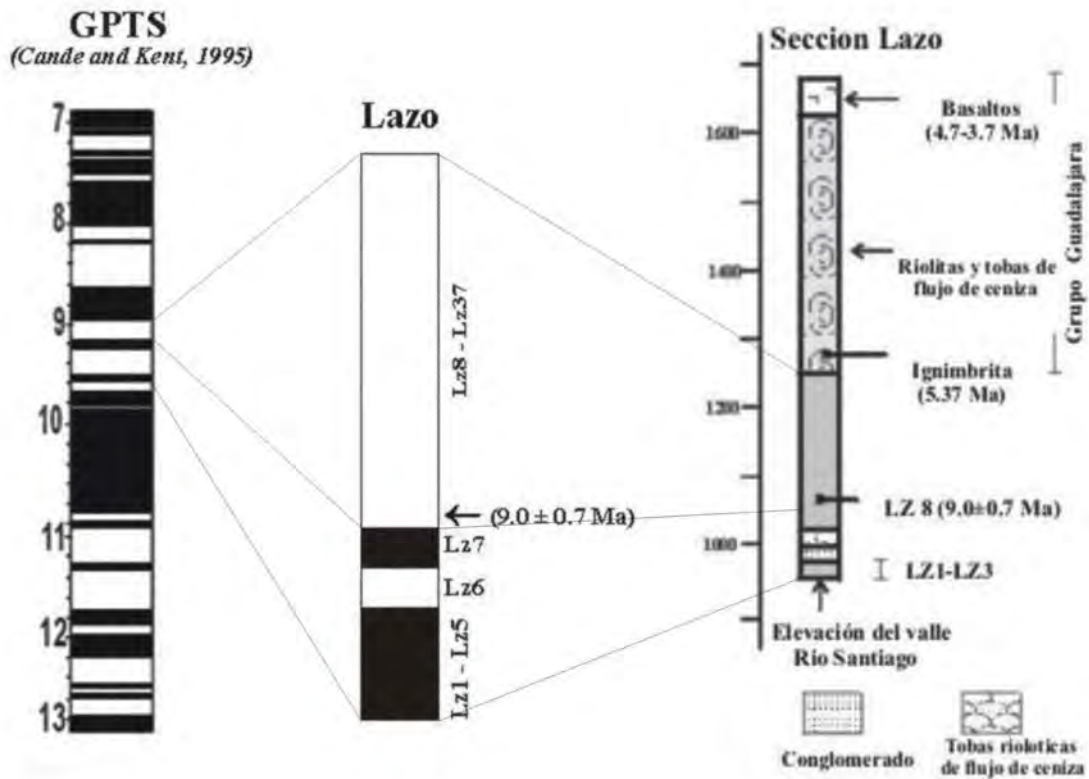 GPTS
(Cande and Kent, 1995)
7
8
9
10
11
12
13
Lazo
Lz8 - Lz37
(9.0 ± 0.7 Ma)
Lz7
Lz6
Lz1 - Lz5
Seccion Lazo
1600
1400
1200
1000
Basaltos
(4.7-3.7 Ma)
Riolitas y tobas de
flujo de ceniza
Ignimbrita
(5.37 Ma)
Grupo Guadalajara
LZ 8 (9.0±0.7 Ma)
LZ1-LZ3
Elevación del valle
Rio Santiago
Conglomerado
Tobas rioloticas
de flujo de ceniza